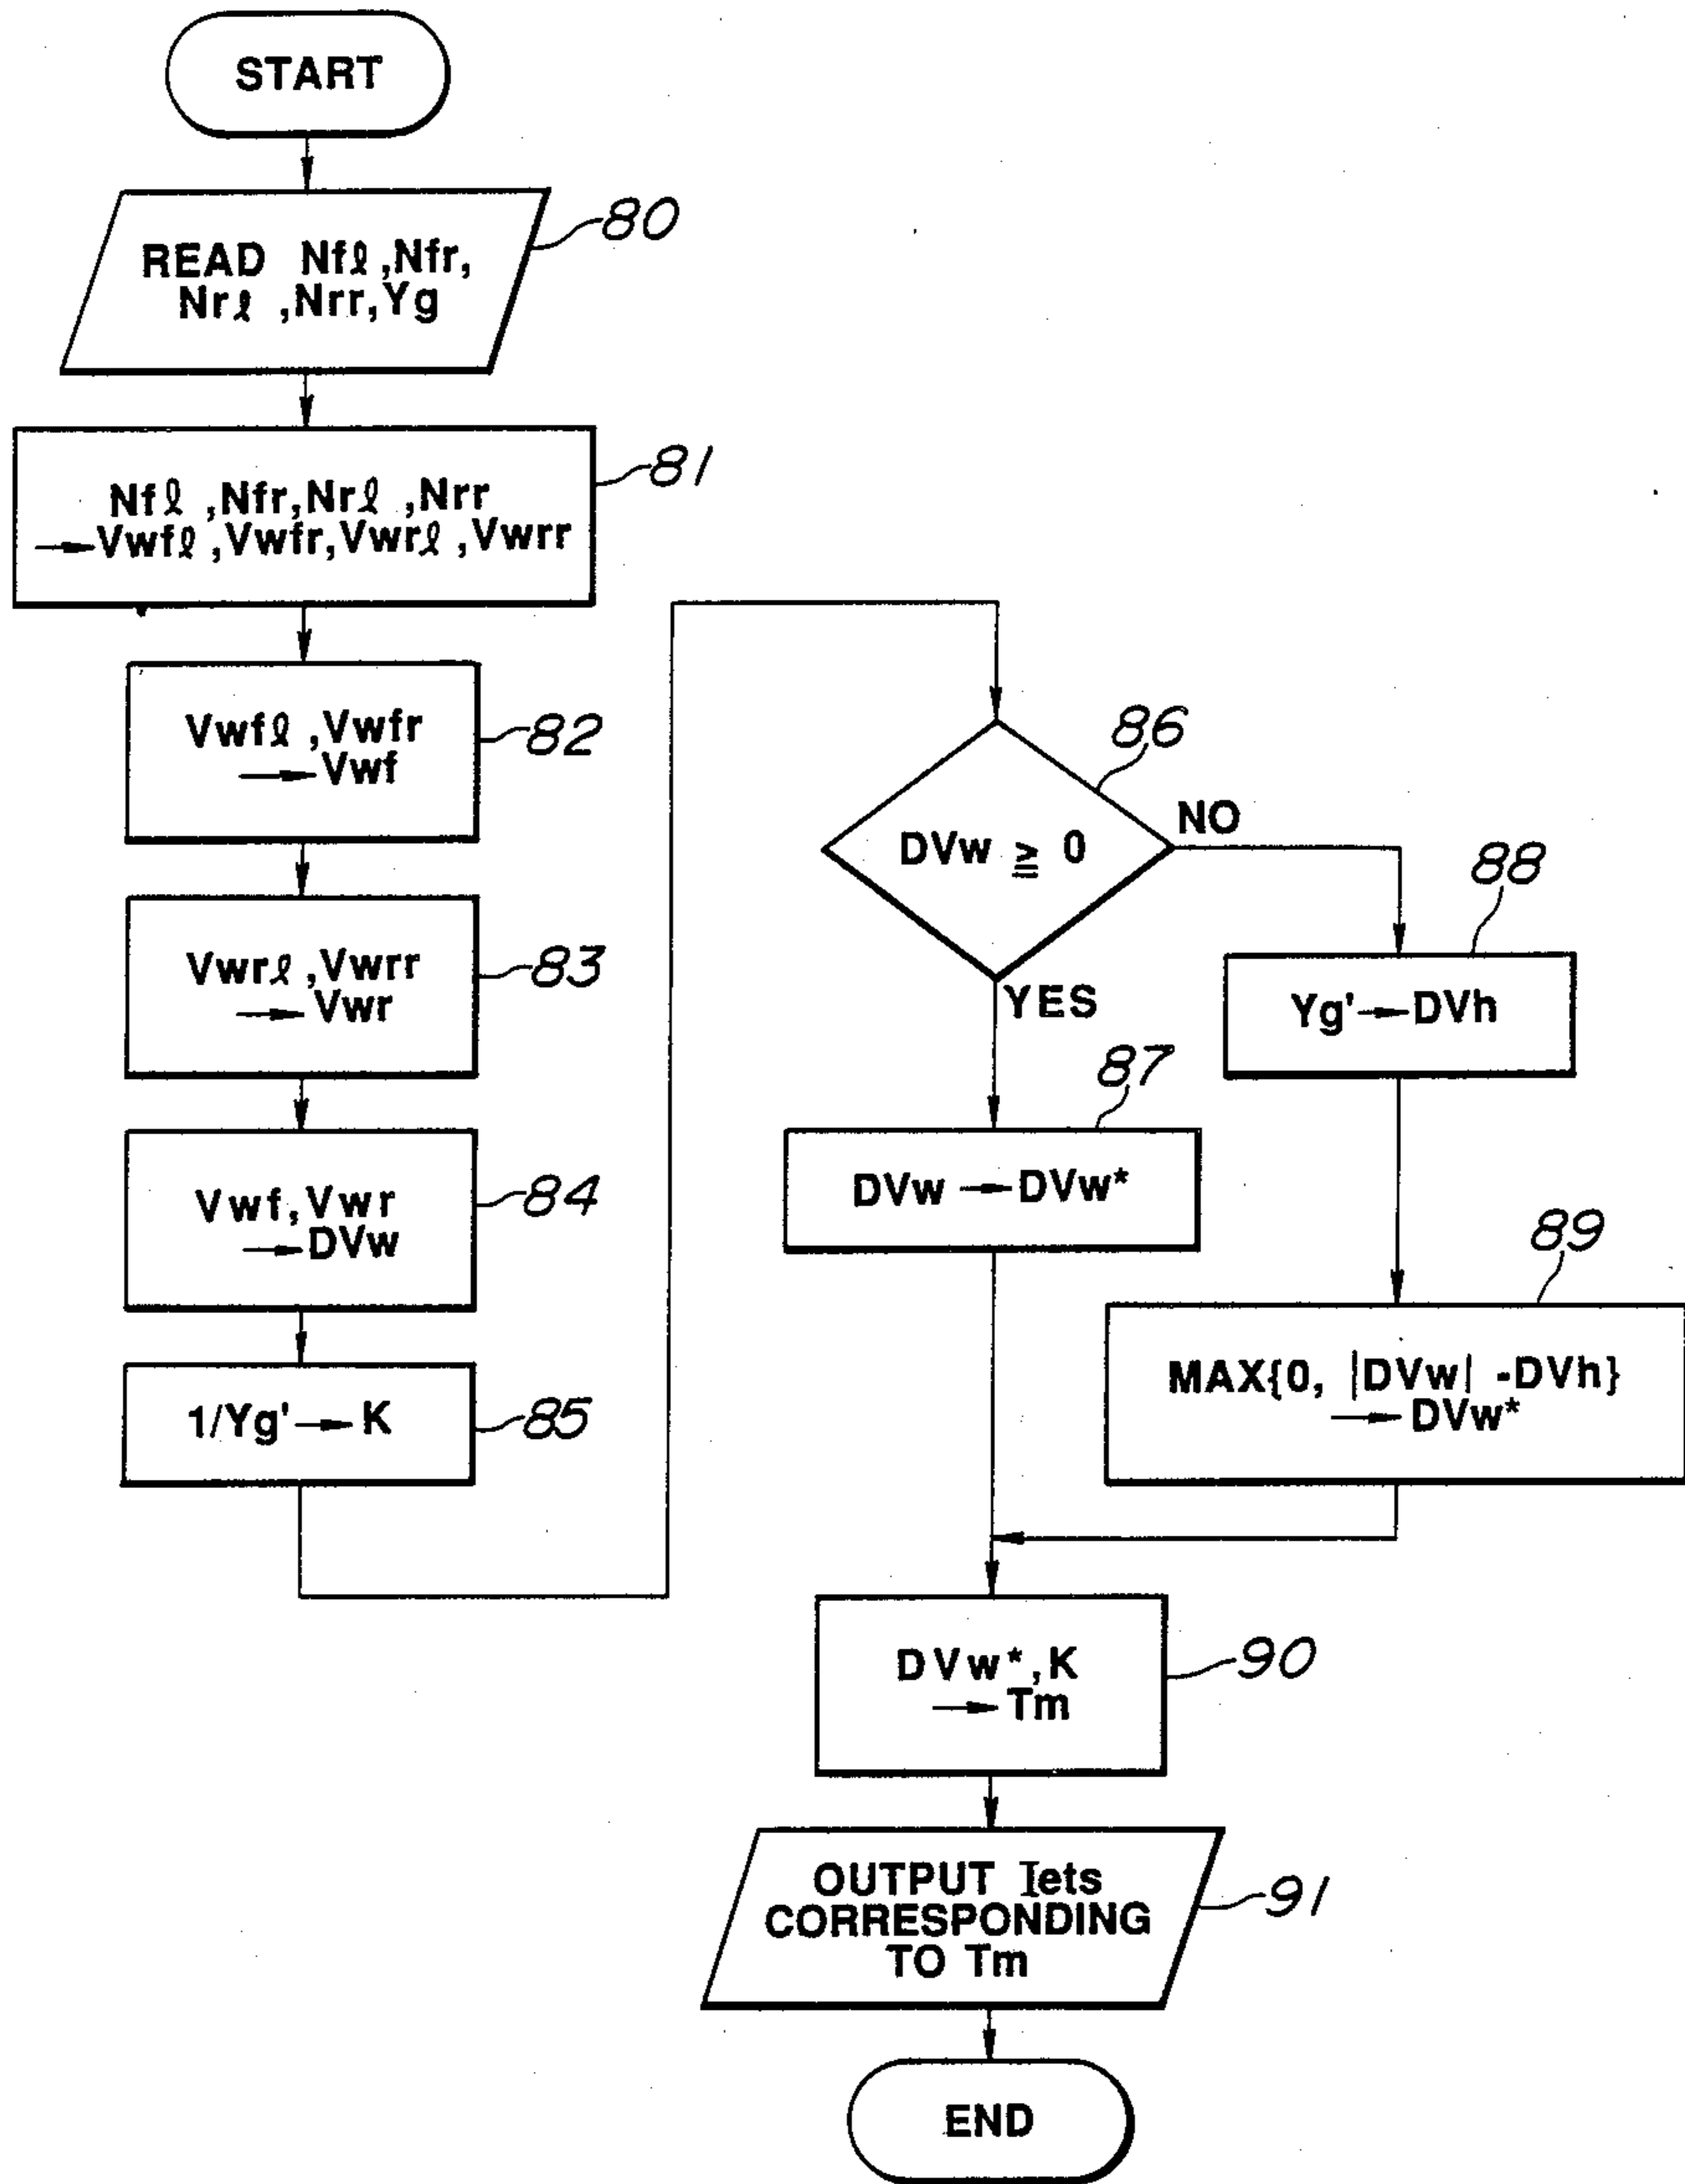 START
READ Nfℓ ,Nfr,
Nrℓ ,Nrr,Yg
80
Nfℓ ,Nfr,Nrℓ ,Nrr
→Vwfℓ ,Vwfr,Vwrℓ ,Vwrr
81
Vwfℓ ,Vwfr
→ Vwf
82
Vwrℓ ,Vwrr
→ Vwr
83
Vwf, Vwr
→ DVw
84
1/Yg' → K
85
DVw ≧ 0
86
NO
YES
DVw → DVw*
87
Yg' → DVh
88
MAX{0, |DVw| -DVh}
→ DVw*
89
DVw*, K
→ Tm
90
OUTPUT Iets
CORRESPONDING
TO Tm
91
END